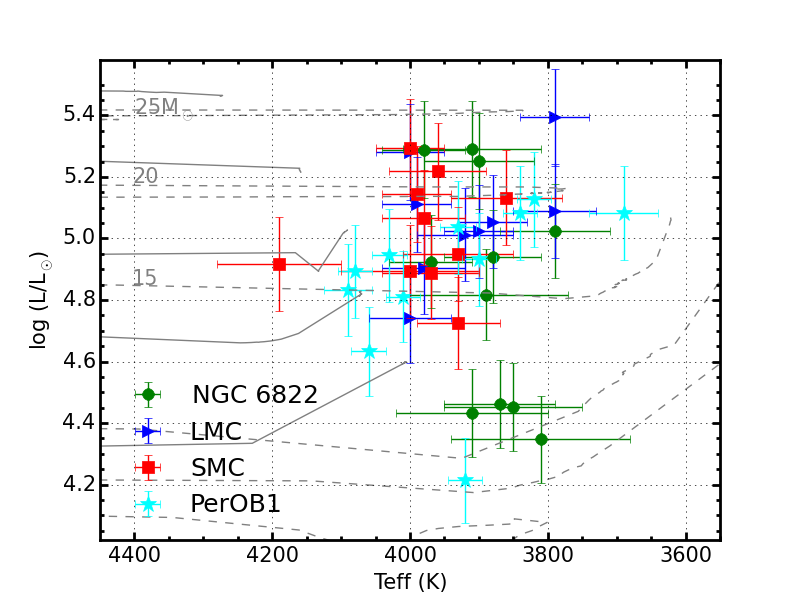 log (L/L☉)
5.4
5.2
5.0
4.8
4.6
4.4
4.2
25M☉
20
15
NGC 6822
LMC
SMC
PerOB1
4400 4200 4000 3800 3600
Teff (K)